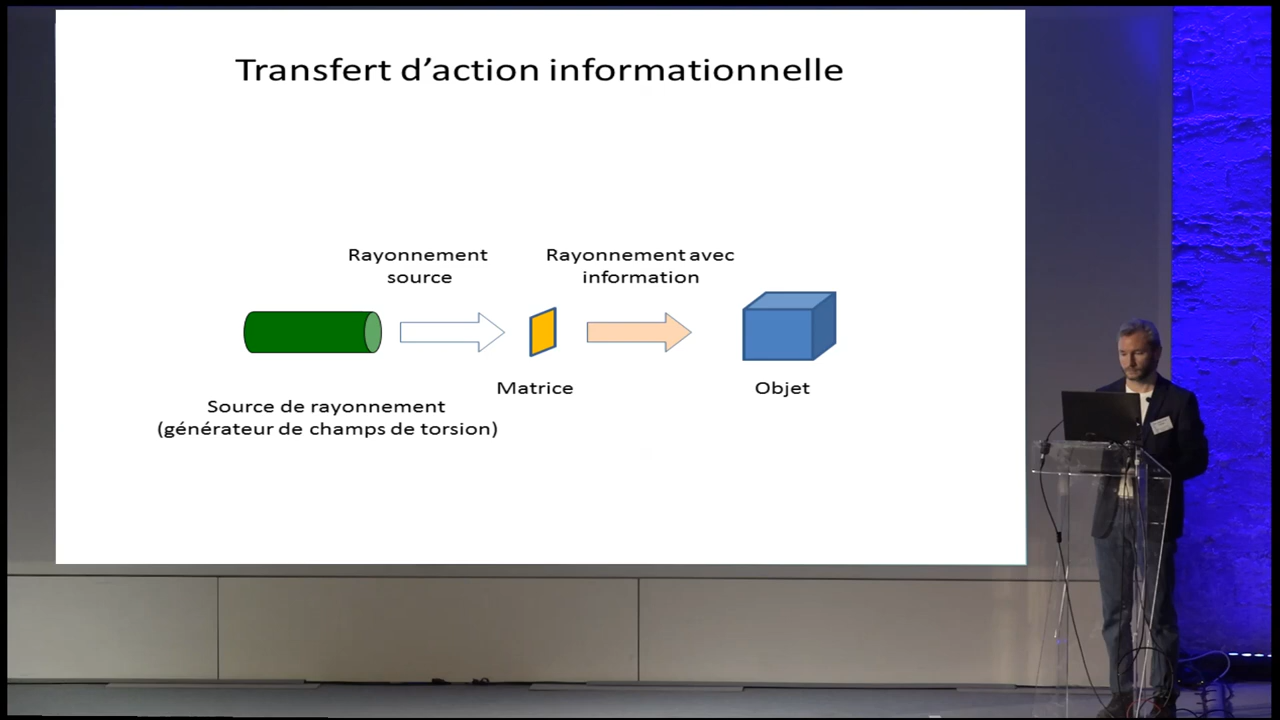 Transfert d’action informationnelle
Rayonnement
source
Rayonnement avec
information
Matrice
Objet
Source de rayonnement
(générateur de champs de torsion)